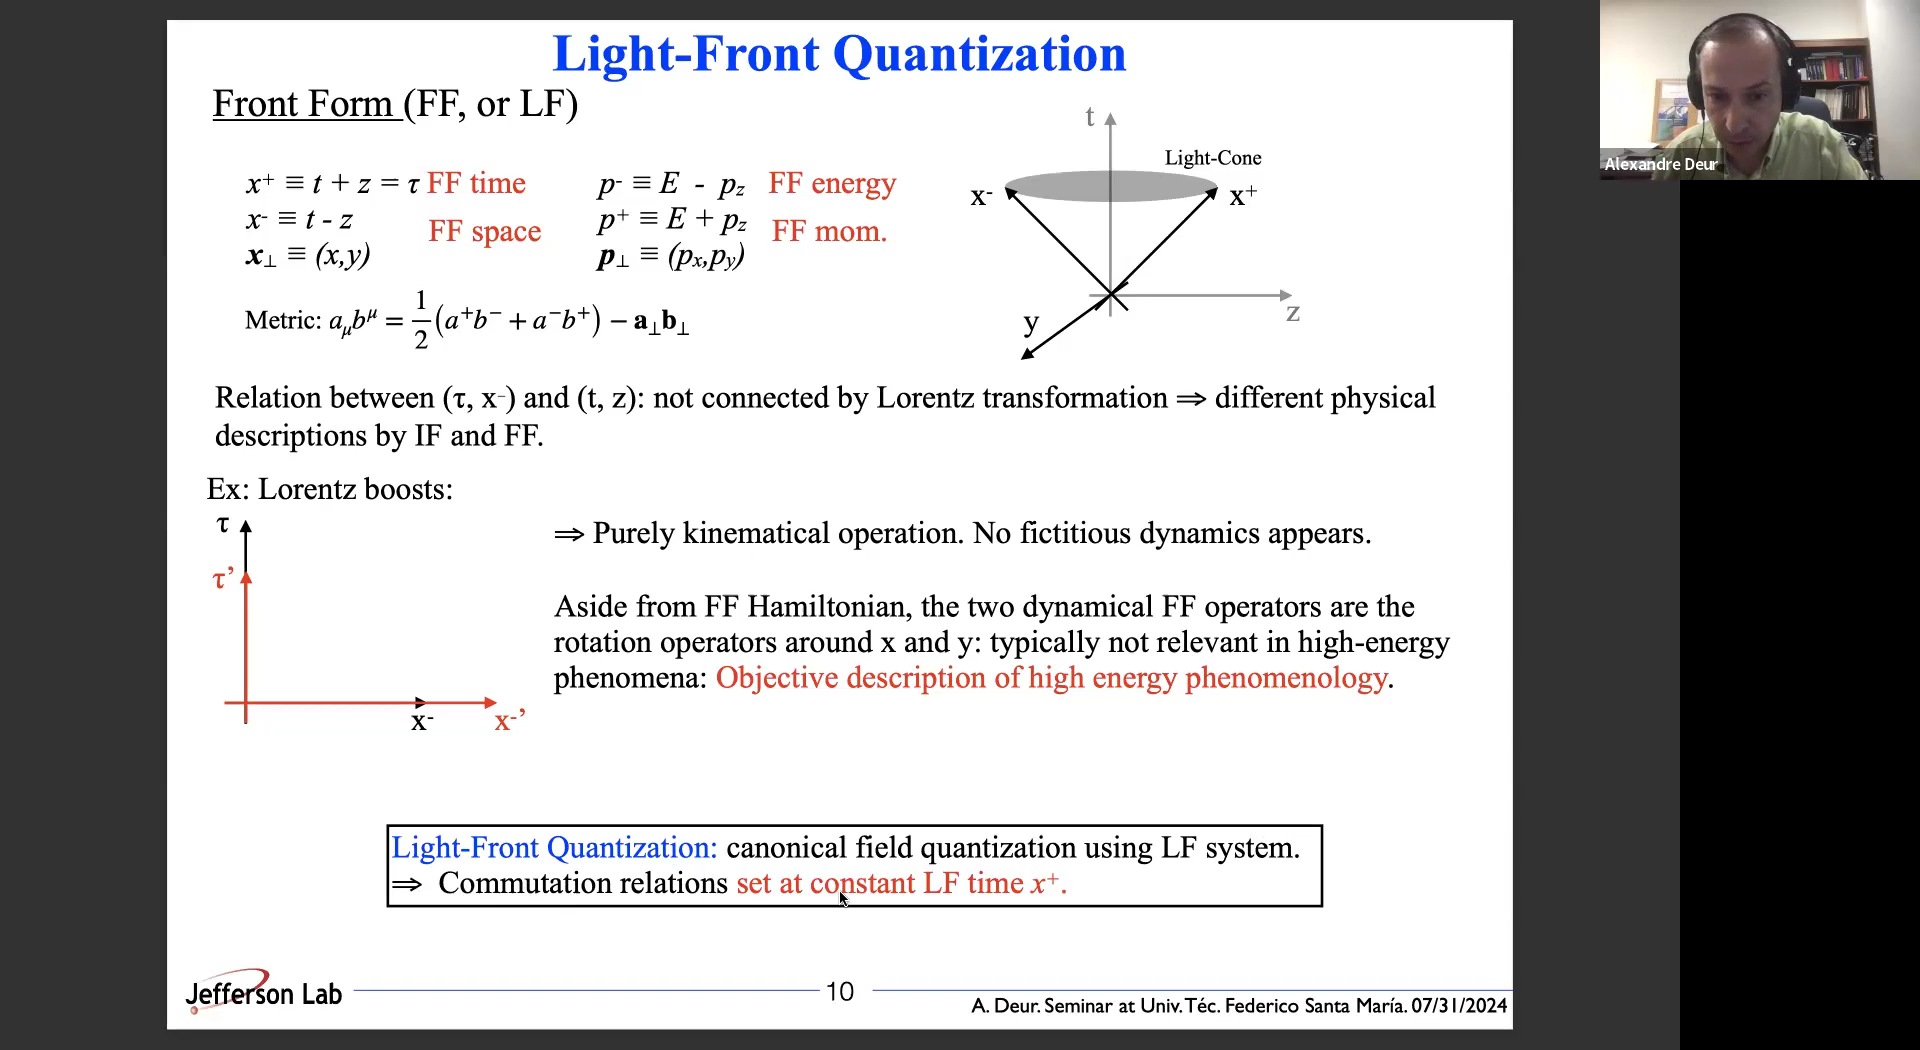 Light-Front Quantization
Front Form (FF, or LF)
x⁺ ≡ t + z = τ FF time
x⁻ ≡ t - z
FF space
x⊥ ≡ (x,y)
p⁻ ≡ E - p_z FF energy
p⁺ ≡ E + p_z
FF mom.
p⊥ ≡ (pₓ,p_y)
Metric: a_μb^μ = 1/2 (a⁺b⁻ + a⁻b⁺) − a⊥b⊥
t
Light-Cone
x⁻
x⁺
y
z
Relation between (τ, x⁻) and (t, z): not connected by Lorentz transformation ⇒ different physical
descriptions by IF and FF.
Ex: Lorentz boosts:
τ
τ’
x⁻
x⁻’
⇒ Purely kinematical operation. No fictitious dynamics appears.
Aside from FF Hamiltonian, the two dynamical FF operators are the
rotation operators around x and y: typically not relevant in high-energy
phenomena: Objective description of high energy phenomenology.
Light-Front Quantization: canonical field quantization using LF system.
⇒ Commutation relations set at constant LF time x⁺.
Jefferson Lab
10
A. Deur. Seminar at Univ. Téc. Federico Santa María. 07/31/2024
Alexandre Deur